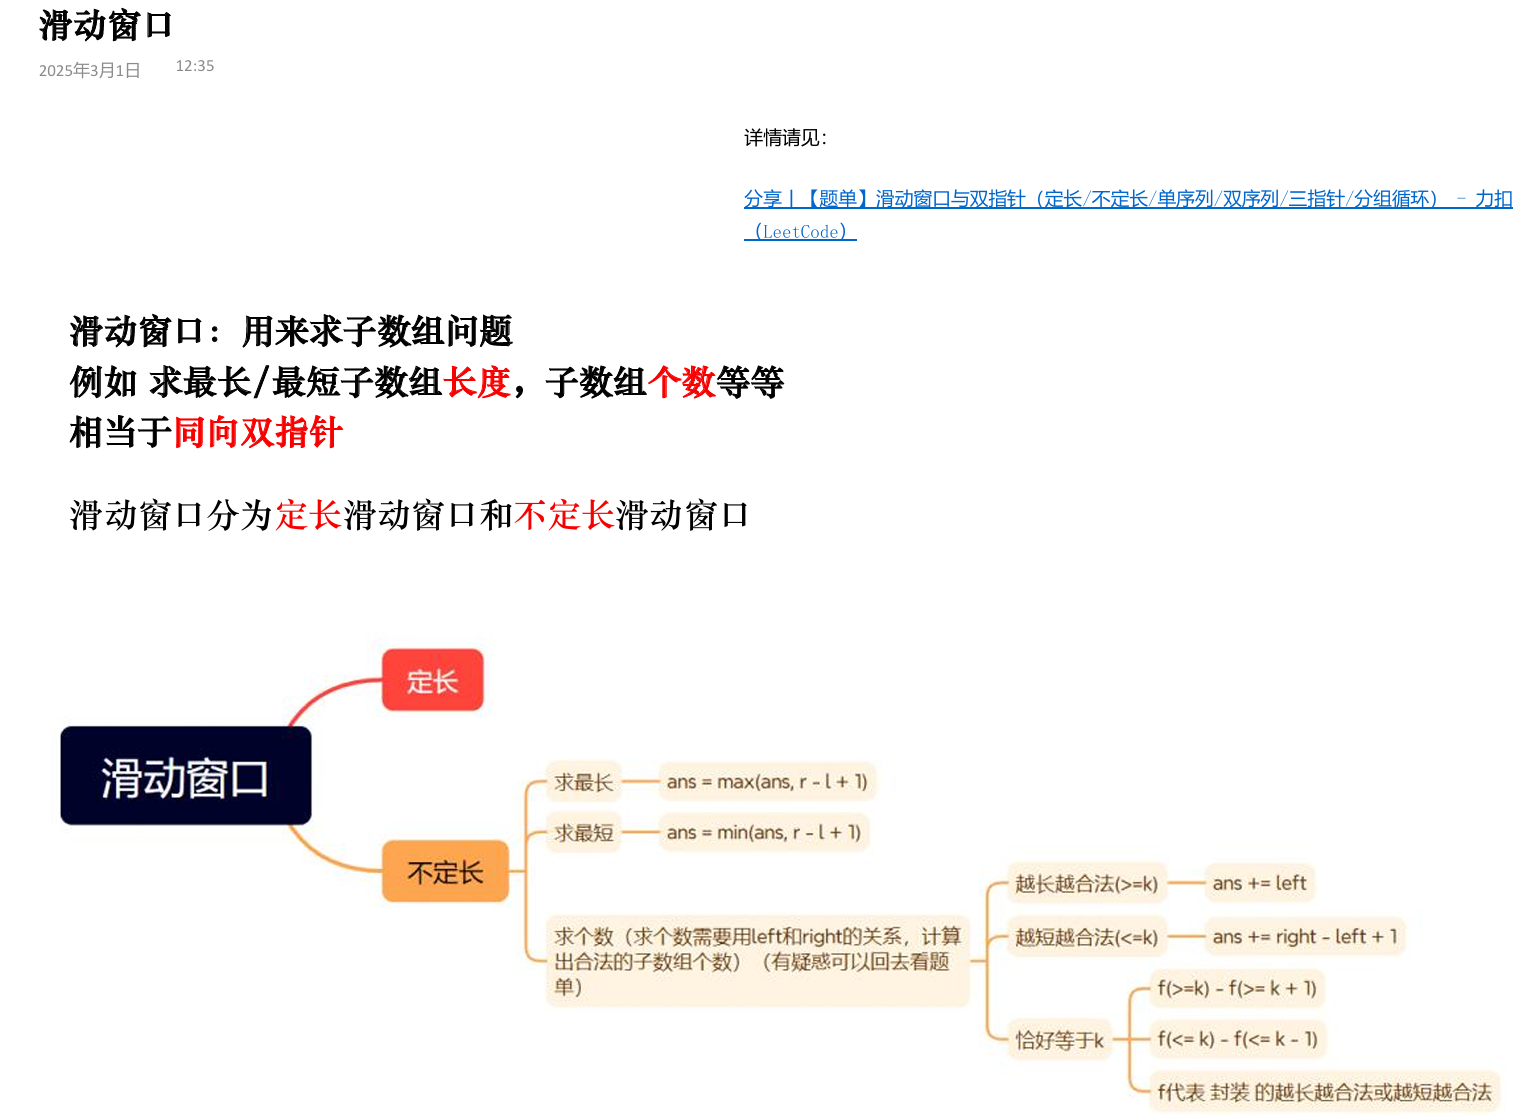 滑动窗口
2025年3月1日 12:35
详情请见：
分享丨【题单】滑动窗口与双指针（定长/不定长/单序列/双序列/三指针/分组循环） - 力扣
（LeetCode）
滑动窗口：用来求子数组问题
例如 求最长/最短子数组长度，子数组个数等等
相当于同向双指针
滑动窗口分为定长滑动窗口和不定长滑动窗口
滑动窗口
定长
不定长
求最长
ans = max(ans, r - l + 1)
求最短
ans = min(ans, r - l + 1)
求个数（求个数需要用left和right的关系，计算
出合法的子数组个数）（有疑惑可以回去看题
单）
越长越合法(>=k)
ans += left
越短越合法(<=k)
ans += right - left + 1
恰好等于k
f(>=k) - f(>= k + 1)
f(<= k) - f(<= k - 1)
f代表 封装 的越长越合法或越短越合法